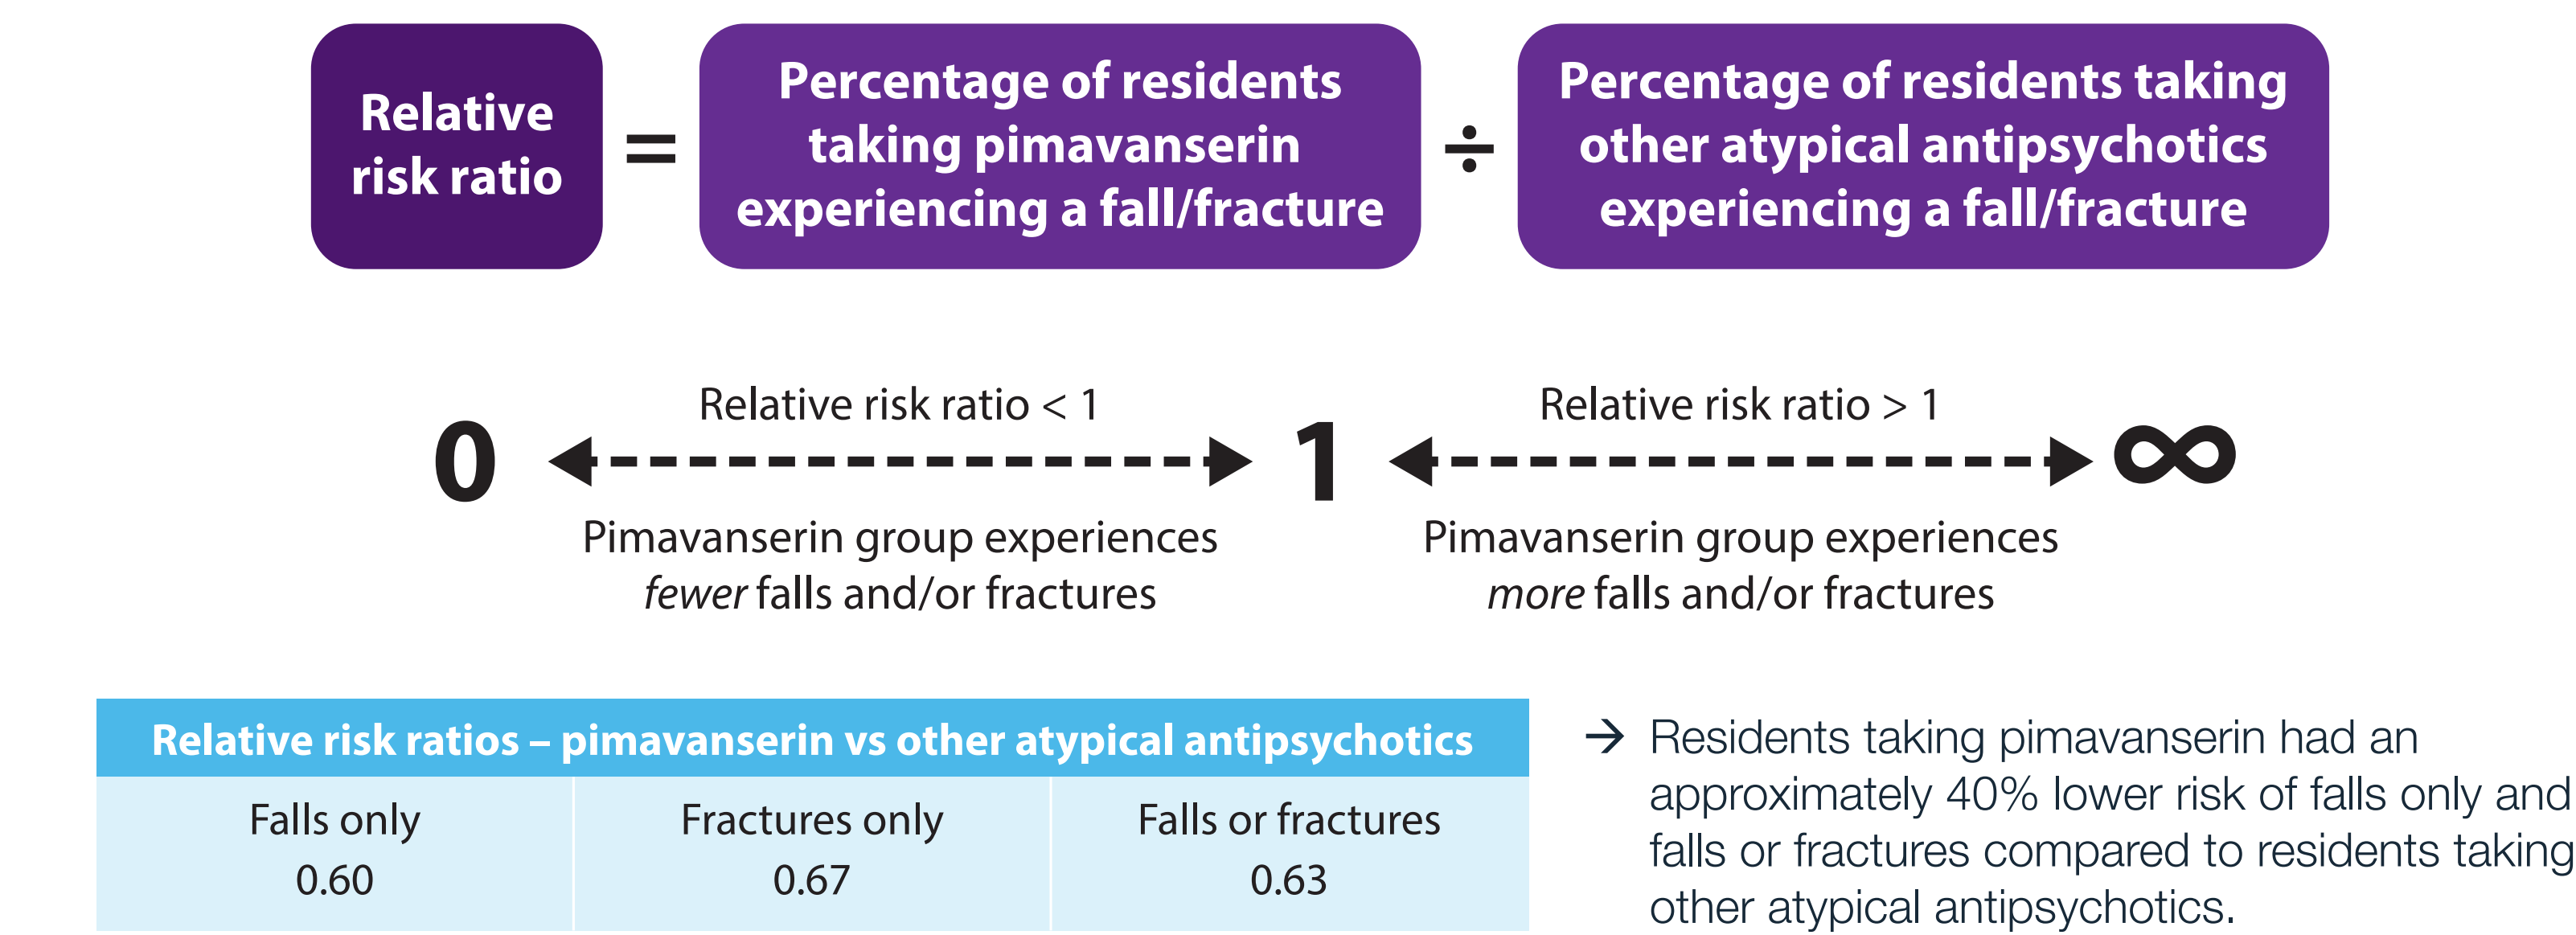 Relative
risk ratio
=
Percentage of residents
taking pimavanserin
experiencing a fall/fracture
÷
Percentage of residents taking
other atypical antipsychotics
experiencing a fall/fracture
Relative risk ratio < 1
Relative risk ratio > 1
0
1
∞
Pimavanserin group experiences
fewer falls and/or fractures
Pimavanserin group experiences
more falls and/or fractures
Relative risk ratios – pimavanserin vs other atypical antipsychotics
Falls only
0.60
Fractures only
0.67
Falls or fractures
0.63
→ Residents taking pimavanserin had an
approximately 40% lower risk of falls only and
falls or fractures compared to residents taking
other atypical antipsychotics.